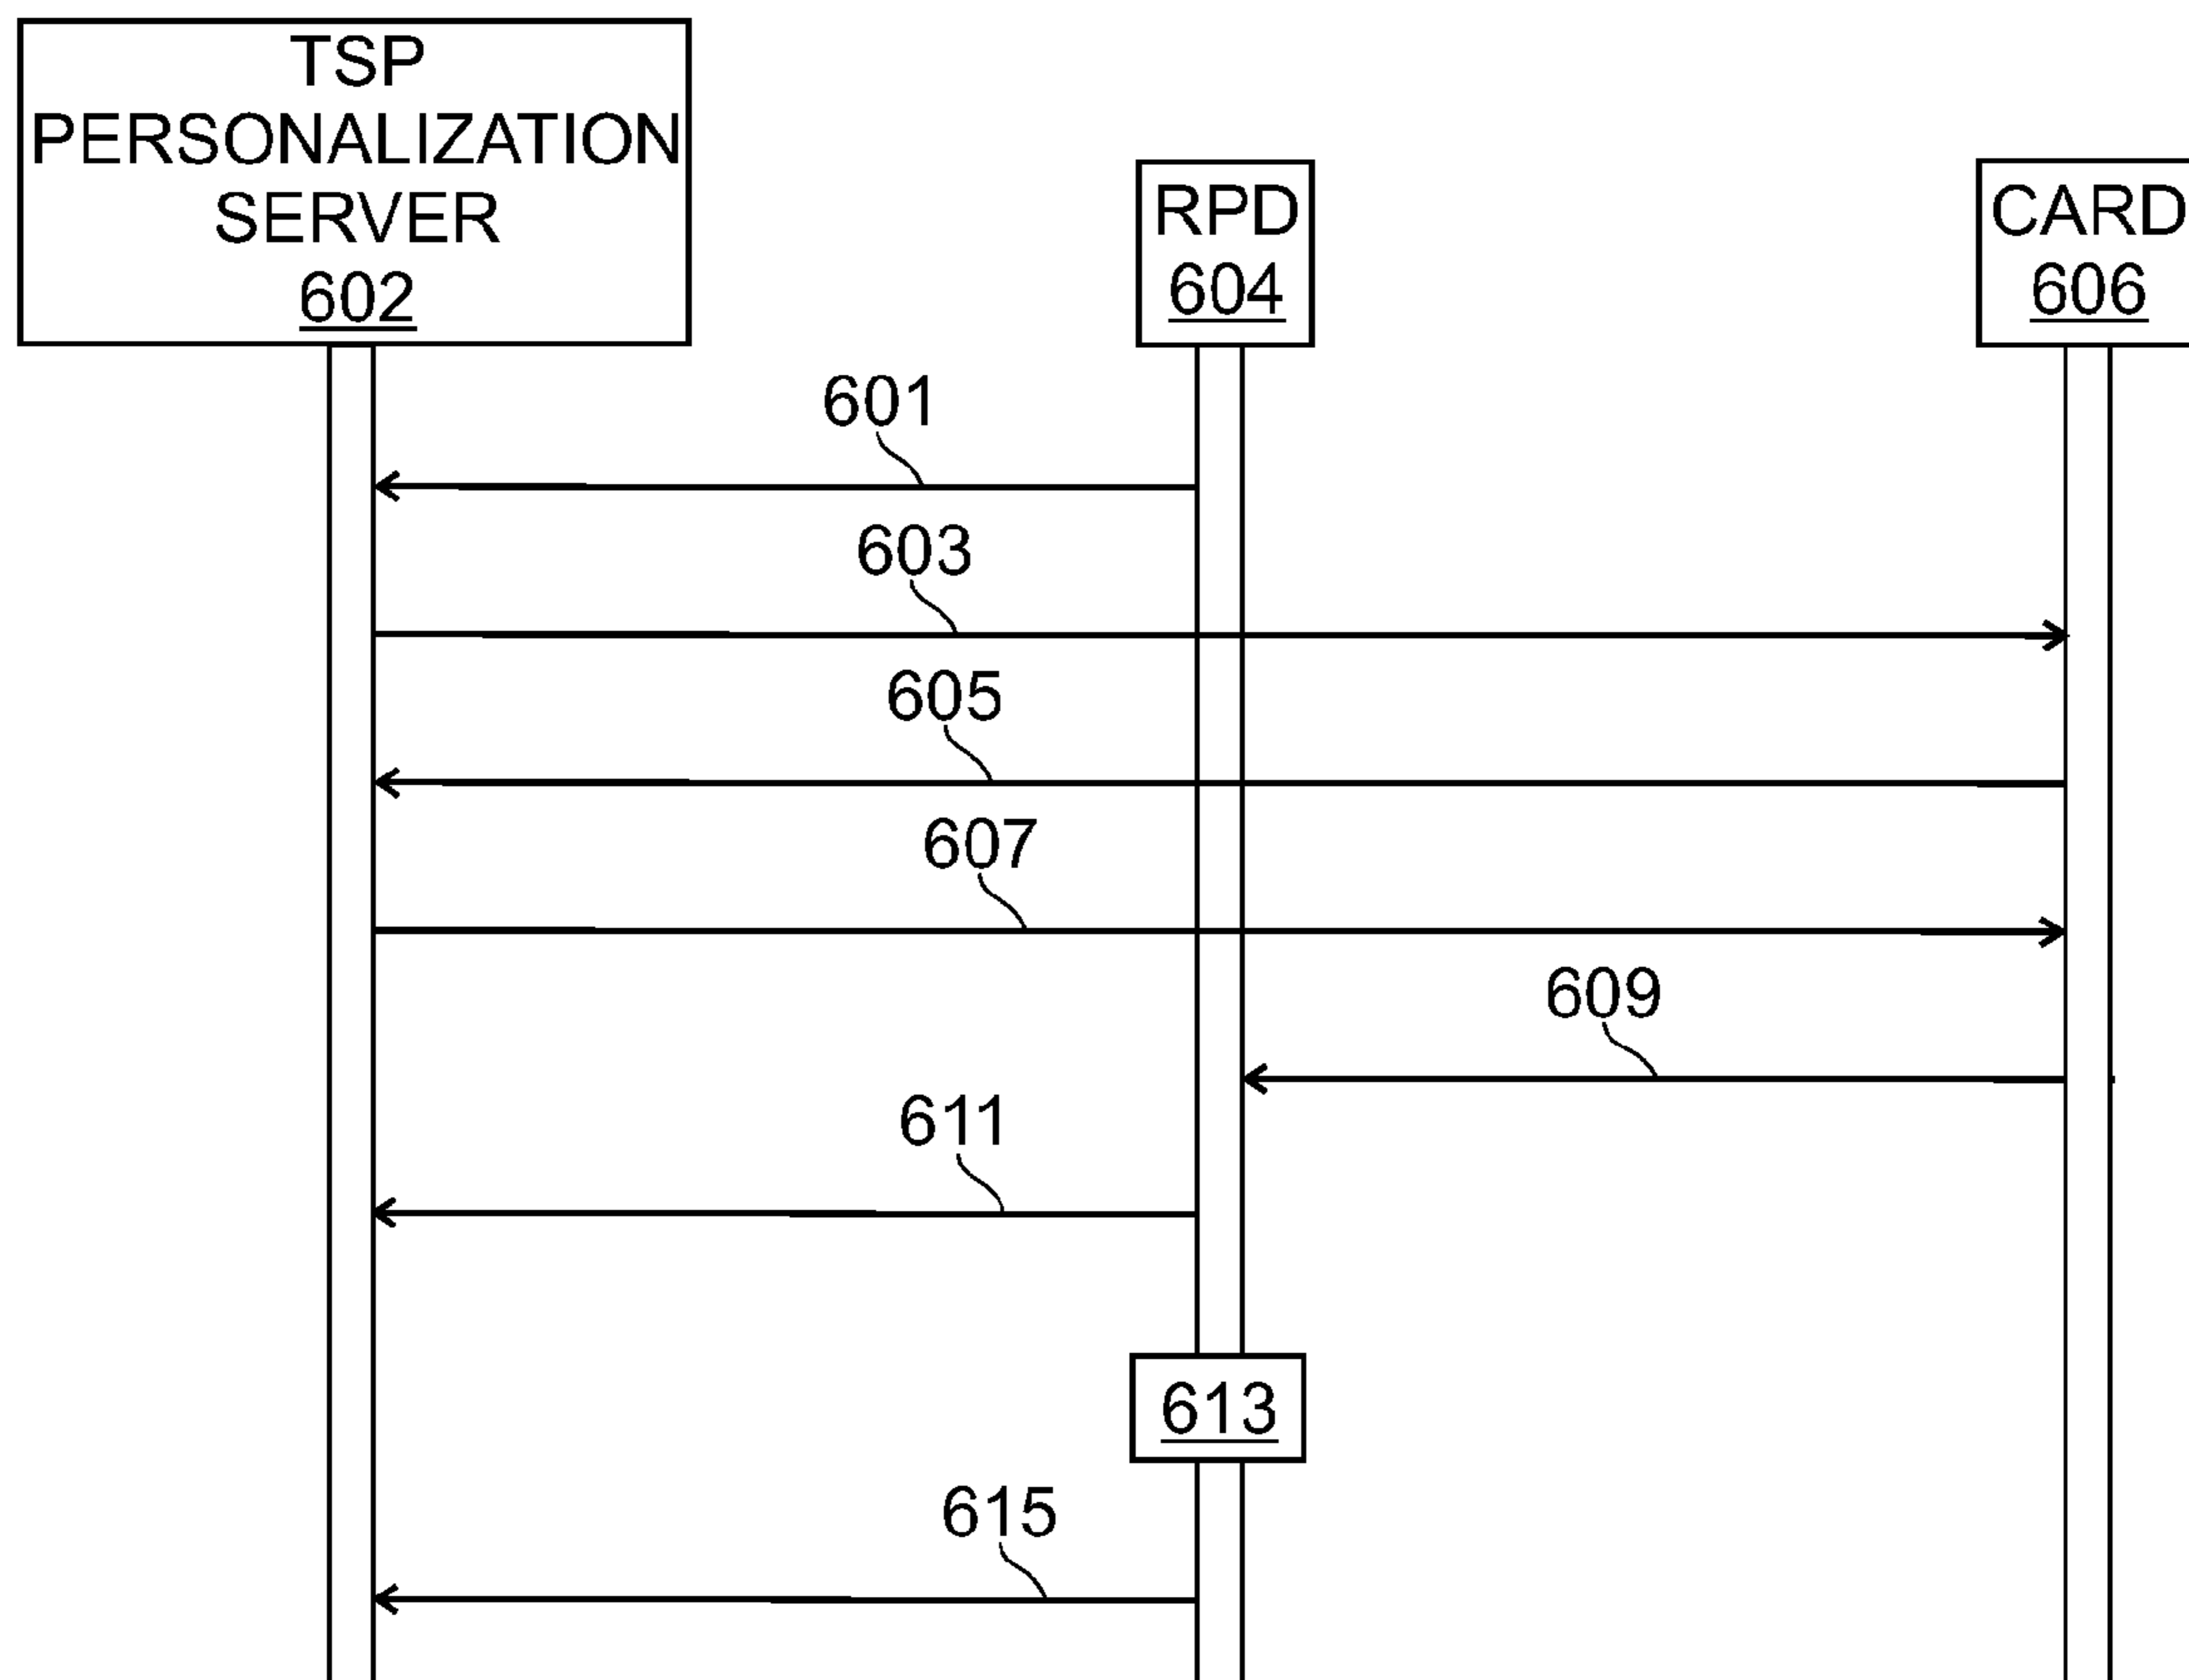 TSP
PERSONALIZATION
SERVER
602
RPD
604
CARD
606
601
603
605
607
609
611
613
615